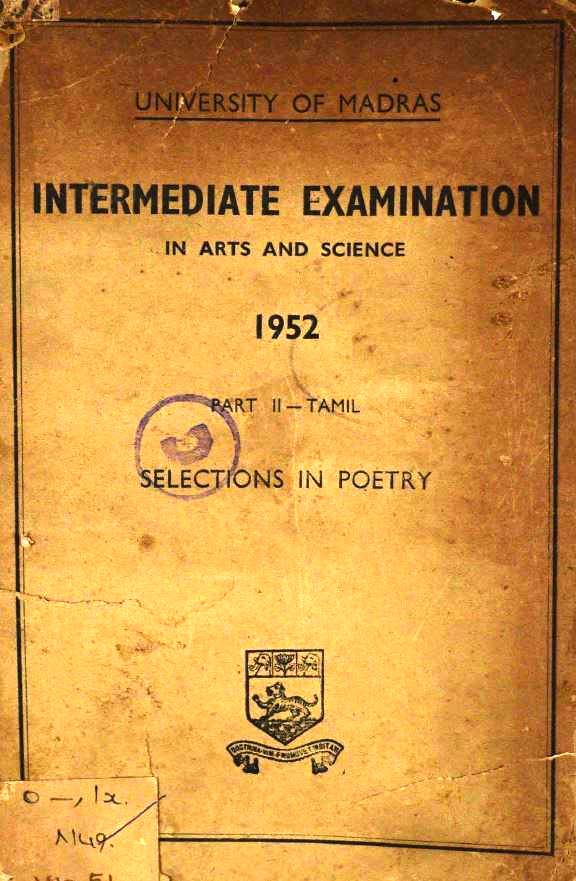 UNIVERSITY OF MADRAS
INTERMEDIATE EXAMINATION
IN ARTS AND SCIENCE
1952
PART II — TAMIL
SELECTIONS IN POETRY